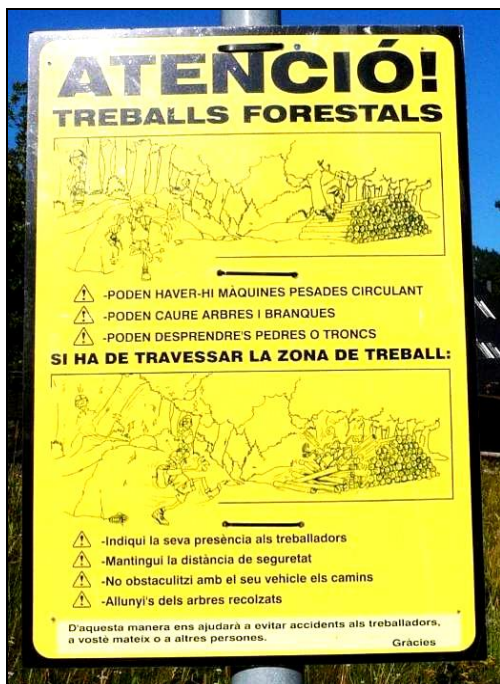 ATENCIÓ!
TREBALLS FORESTALS
-PODEN HAVER-HI MÀQUINES PESADES CIRCULANT
-PODEN CAURE ARBRES I BRANQUES
-PODEN DESPRENDRE'S PEDRES O TRONCS
SI HA DE TRAVESSAR LA ZONA DE TREBALL:
-Indiqui la seva presència als treballadors
-Mantingui la distància de seguretat
-No obstaculitzi amb el seu vehicle els camins
-Allunyi's dels arbres recolzats
D'aquesta manera ens ajudarà a evitar accidents als treballadors,
a vostè mateix o a altres persones.
Gràcies